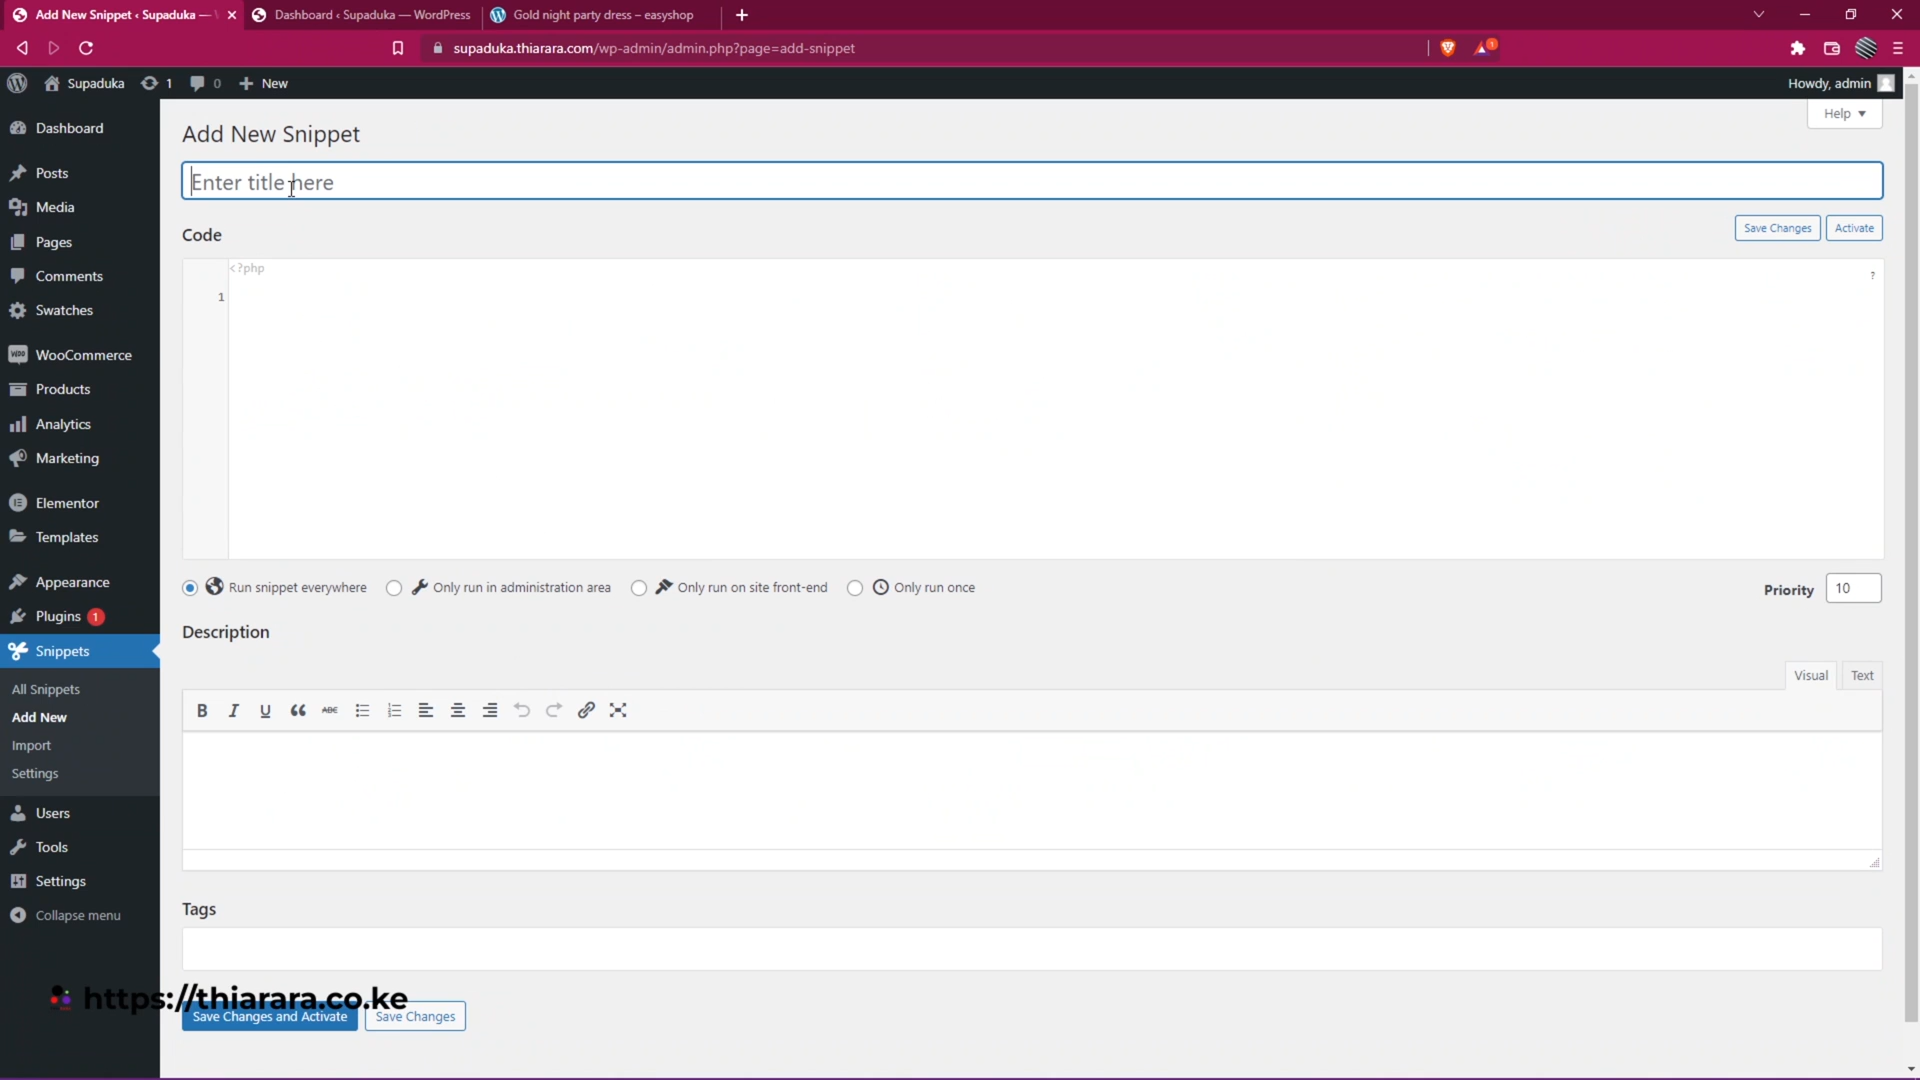 Add New Snippet ‹ Supaduka — Dashboard ‹ Supaduka — WordPress Gold night party dress – easyshop
supaduka.thiarara.com/wp-admin/admin.php?page=add-snippet 1
Supaduka 1 0 New Howdy, admin
Help
Dashboard
Posts
Media
Pages
Comments
Swatches
WooCommerce
Products
Analytics
Marketing
Elementor
Templates
Appearance
Plugins 1
Snippets
All Snippets
Add New
Import
Settings
Users
Tools
Settings
Collapse menu
Add New Snippet
Enter title here
Code
Save Changes Activate
<?php
?
1
Run snippet everywhere Only run in administration area Only run on site front-end Only run once Priority 10
Description
Visual Text
B I U ABC
Tags
https://thiarara.co.ke
Save Changes and Activate Save Changes